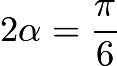 2α = π/6